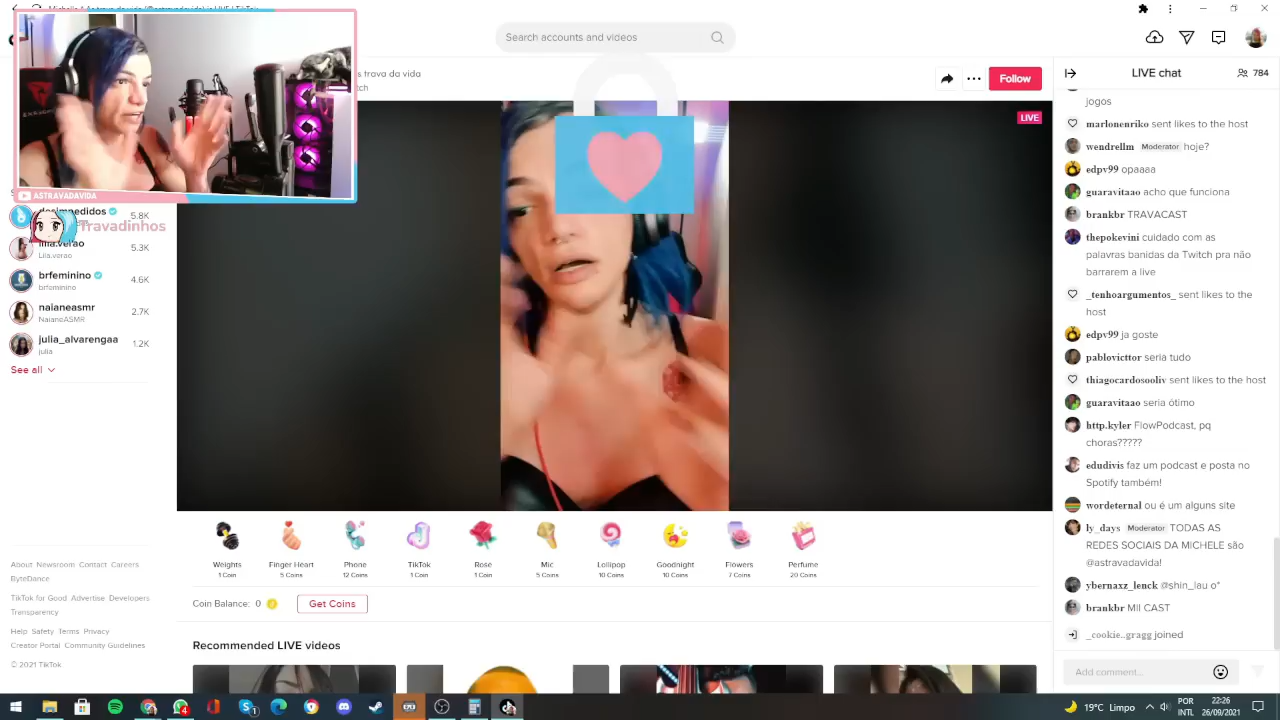 Search accounts and videos
s trava da vida
tch
Follow
LIVE chat
784
LIVE
ASTRAVADAVIDA
Travadinhos
desimpedidos
5.8K
lila.verao
Lila.verao
5.3K
brfeminino
brfeminino
4.6K
naianeasmr
NaianeASMR
2.7K
julia_alvarengaa
julia
1.2K
See all
About Newsroom Contact Careers
ByteDance
TikTok for Good Advertise Developers
Transparency
Help Safety Terms Privacy
Creator Portal Community Guidelines
© 2021 TikTok
Weights
1 Coin
Finger Heart
5 Coins
Phone
12 Coins
TikTok
1 Coin
Rose
1 Coin
Mic
5 Coins
Lollipop
10 Coins
Goodnight
10 Coins
Flowers
7 Coins
Perfume
20 Coins
Coin Balance: 0
Get Coins
Recommended LIVE videos
jogos
marlonenriko sent likes to the host
wendrellm Moderator hoje?
edpv99 opaaaa
guaravitaao acho que funciona
brankbr TRAVACAST
thepokevini cuidado com as
palavras banidas da Twitch pra não
barrarem a live
_tenhoargumentos_ sent likes to the
host
edpv99 ja goste
pablovicttor seria tudo
thiagocardosooliv sent likes to the host
guaravitaao seria ótimo
http.kyler FlowPodcast, pq
choras?????
edudivis faz um podcast e posta no
Spotify também!
wordeternal ou é um alguns site
ly_days Moderator TODAS AS
REDES SOCIAIS DA MICHELE são
@astravadavida!
ybernaxz_lenck @shin_lau o*
brankbr MII CAST
_cookie..gragg joined
Add comment...
19°C Limpo
POR
INTL
22:26
26/09/2021